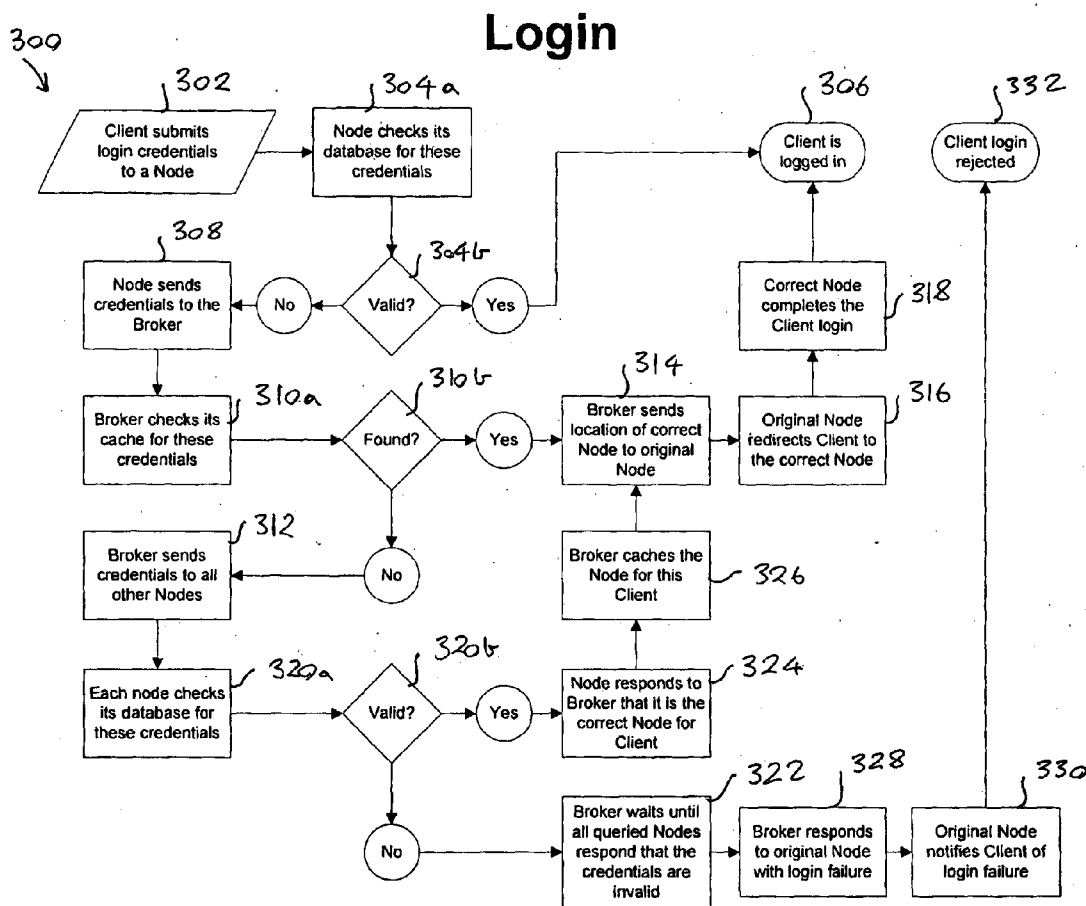 Login
300
302
304a
306
332
Client submits
login credentials
to a Node
Node checks its
database for these
credentials
Client is
logged in
Client login
rejected
308
304b
Node sends
credentials to the
Broker
No
Valid?
Yes
Correct Node
completes the
Client login
318
310a
310b
314
316
Broker checks its
cache for these
credentials
Found?
Yes
Broker sends
location of correct
Node to original
Node
Original Node
redirects Client to
the correct Node
312
Broker sends
credentials to all
other Nodes
No
Broker caches the
Node for this
Client
326
320a
320b
324
Each node checks
its database for
these credentials
Valid?
Yes
Node responds to
Broker that it is the
correct Node for
Client
322
328
330
No
Broker waits until
all queried Nodes
respond that the
credentials are
invalid
Broker responds
to original Node
with login failure
Original Node
notifies Client of
login failure